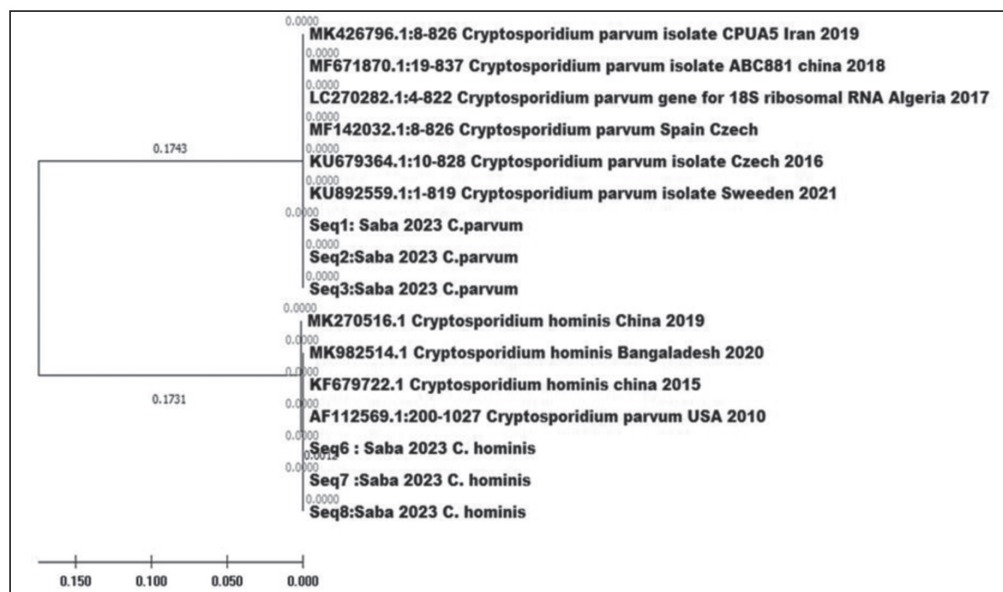 0.0000
MK426796.1:8-826 Cryptosporidium parvum isolate CPUA5 Iran 2019
0.0000
MF671870.1:19-837 Cryptosporidium parvum isolate ABC881 china 2018
0.0000
LC270282.1:4-822 Cryptosporidium parvum gene for 18S ribosomal RNA Algeria 2017
0.0000
MF142032.1:8-826 Cryptosporidium parvum Spain Czech
0.1743
0.0000
KU679364.1:10-828 Cryptosporidium parvum isolate Czech 2016
0.0000
KU892559.1:1-819 Cryptosporidium parvum isolate Sweeden 2021
0.0000
Seq1: Saba 2023 C.parvum
0.0000
Seq2:Saba 2023 C.parvum
0.0000
Seq3:Saba 2023 C.parvum
0.0000
MK270516.1 Cryptosporidium hominis China 2019
0.0000
MK982514.1 Cryptosporidium hominis Bangaladesh 2020
0.0000
KF679722.1 Cryptosporidium hominis china 2015
0.1731
0.0000
AF112569.1:200-1027 Cryptosporidium parvum USA 2010
0.0000
Seq6 : Saba 2023 C. hominis
0.0012
0.0000
Seq7 :Saba 2023 C. hominis
0.0000
Seq8:Saba 2023 C. hominis
0.150 0.100 0.050 0.000